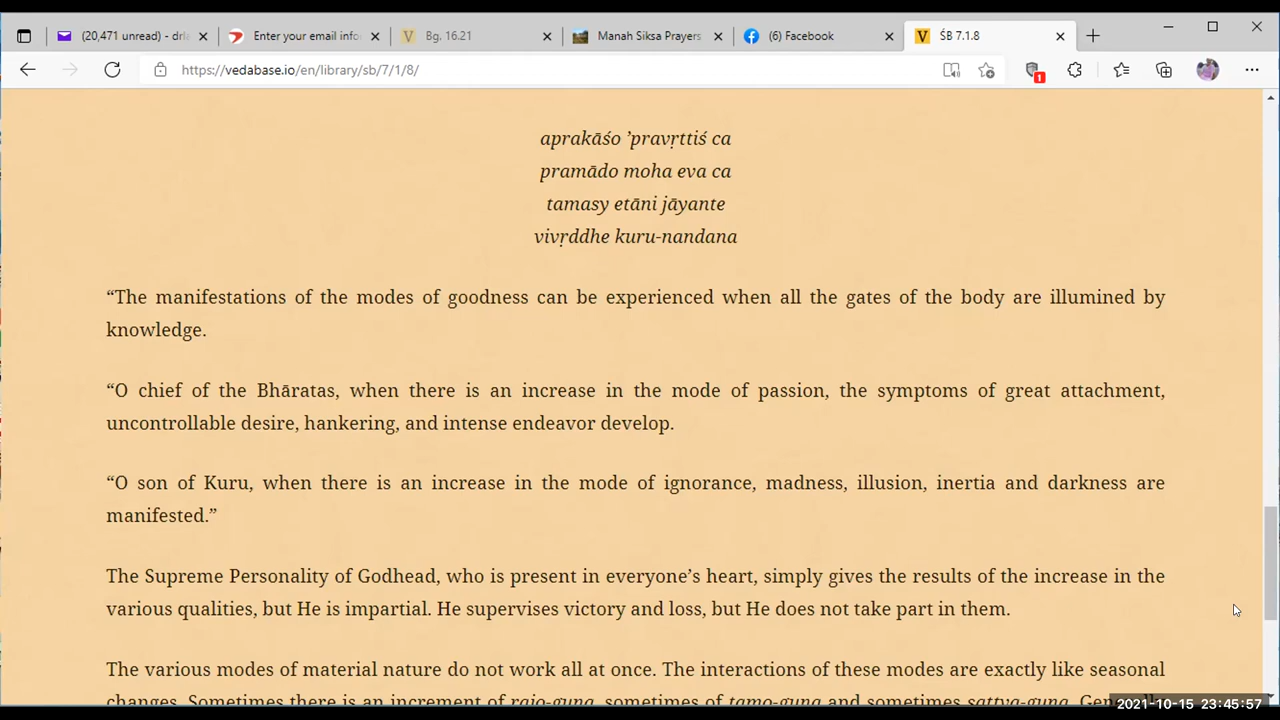 (20,471 unread) - drl
Enter your email info
Bg. 16.21
Manah Siksa Prayers
(6) Facebook
ŚB 7.1.8
https://vedabase.io/en/library/sb/7/1/8/
1
aprakāśo ’pravṛttiś ca
pramādo moha eva ca
tamasy etāni jāyante
vivṛddhe kuru-nandana
“The manifestations of the modes of goodness can be experienced when all the gates of the body are illumined by
knowledge.
“O chief of the Bhāratas, when there is an increase in the mode of passion, the symptoms of great attachment,
uncontrollable desire, hankering, and intense endeavor develop.
“O son of Kuru, when there is an increase in the mode of ignorance, madness, illusion, inertia and darkness are
manifested.”
The Supreme Personality of Godhead, who is present in everyone’s heart, simply gives the results of the increase in the
various qualities, but He is impartial. He supervises victory and loss, but He does not take part in them.
The various modes of material nature do not work all at once. The interactions of these modes are exactly like seasonal
changes. Sometimes there is an increment of rajo-guṇa, sometimes of tamo-guṇa and sometimes sattva-guṇa.
2021-10-15 23:45:57